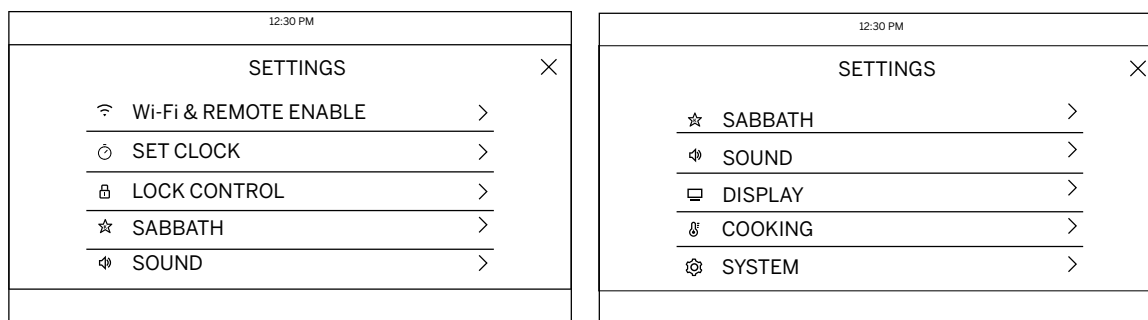 12:30 PM
SETTINGS
Wi-Fi & REMOTE ENABLE
SET CLOCK
LOCK CONTROL
SABBATH
SOUND
12:30 PM
SETTINGS
SABBATH
SOUND
DISPLAY
COOKING
SYSTEM